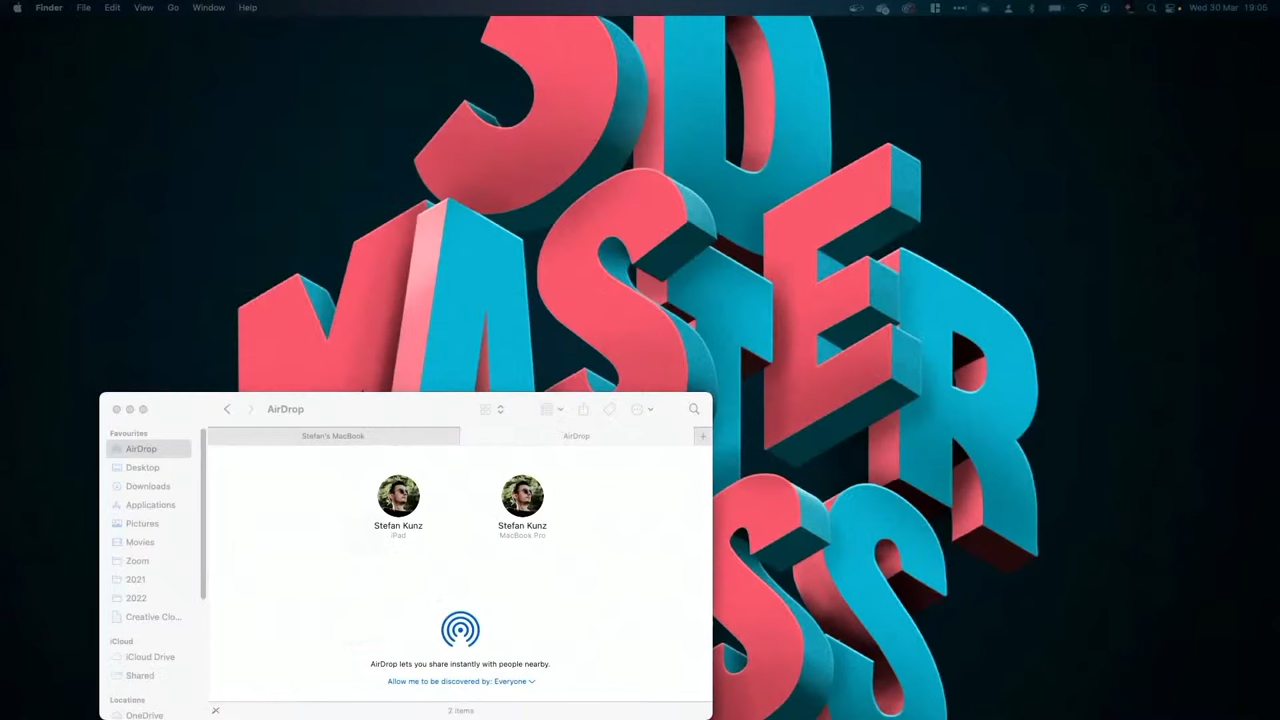 Finder File Edit View Go Window Help Wed 30 Mar 19:05
3D
MASTER
AirDrop
Stefan's MacBook AirDrop
Favourites
AirDrop
Desktop
Downloads
Applications
Pictures
Movies
Zoom
2021
2022
Creative Clo...
iCloud
iCloud Drive
Shared
Locations
OneDrive
Stefan Kunz
iPad
Stefan Kunz
MacBook Pro
AirDrop lets you share instantly with people nearby.
Allow me to be discovered by: Everyone
2 items
SS